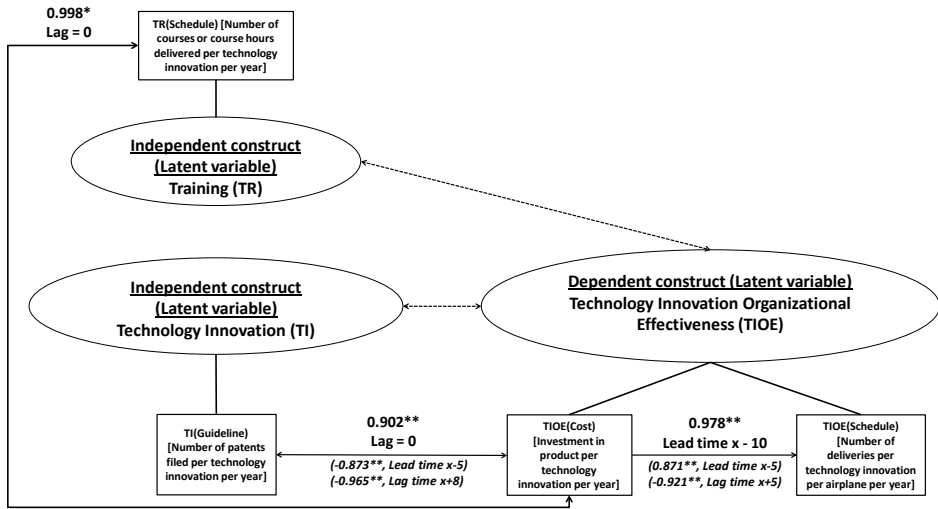 0.998*
Lag = 0
TR(Schedule) [Number of
courses or course hours
delivered per technology
innovation per year]
Independent construct
(Latent variable)
Training (TR)
Independent construct
(Latent variable)
Technology Innovation (TI)
Dependent construct (Latent variable)
Technology Innovation Organizational
Effectiveness (TIOE)
TI(Guideline)
[Number of patents
filed per technology
innovation per year]
0.902**
Lag = 0
(-0.873**, Lead time x-5)
(-0.965**, Lag time x+8)
TIOE(Cost)
[Investment in
product per
technology
innovation per year]
0.978**
Lead time x - 10
(0.871**, Lead time x-5)
(-0.921**, Lag time x+5)
TIOE(Schedule)
[Number of
deliveries per
technology innovation
per airplane per year]